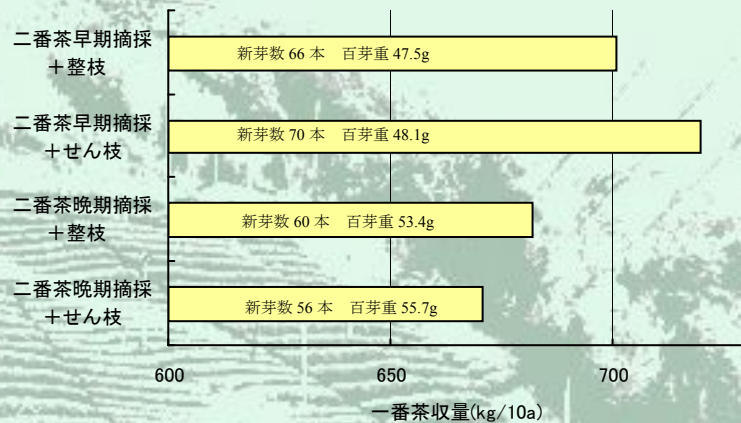 二番茶早期摘採
＋整枝
新芽数 66 本　百芽重 47.5g
二番茶早期摘採
＋せん枝
新芽数 70 本　百芽重 48.1g
二番茶晩期摘採
＋整枝
新芽数 60 本　百芽重 53.4g
二番茶晩期摘採
＋せん枝
新芽数 56 本　百芽重 55.7g
600 650 700
一番茶収量(kg/10a)